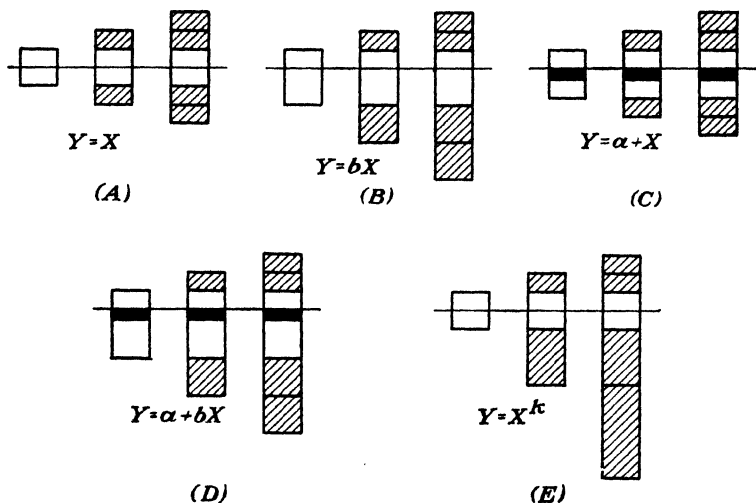 Y=X
(A)
Y=bX
(B)
Y=a+X
(C)
Y=a+bX
(D)
Y=X^k
(E)